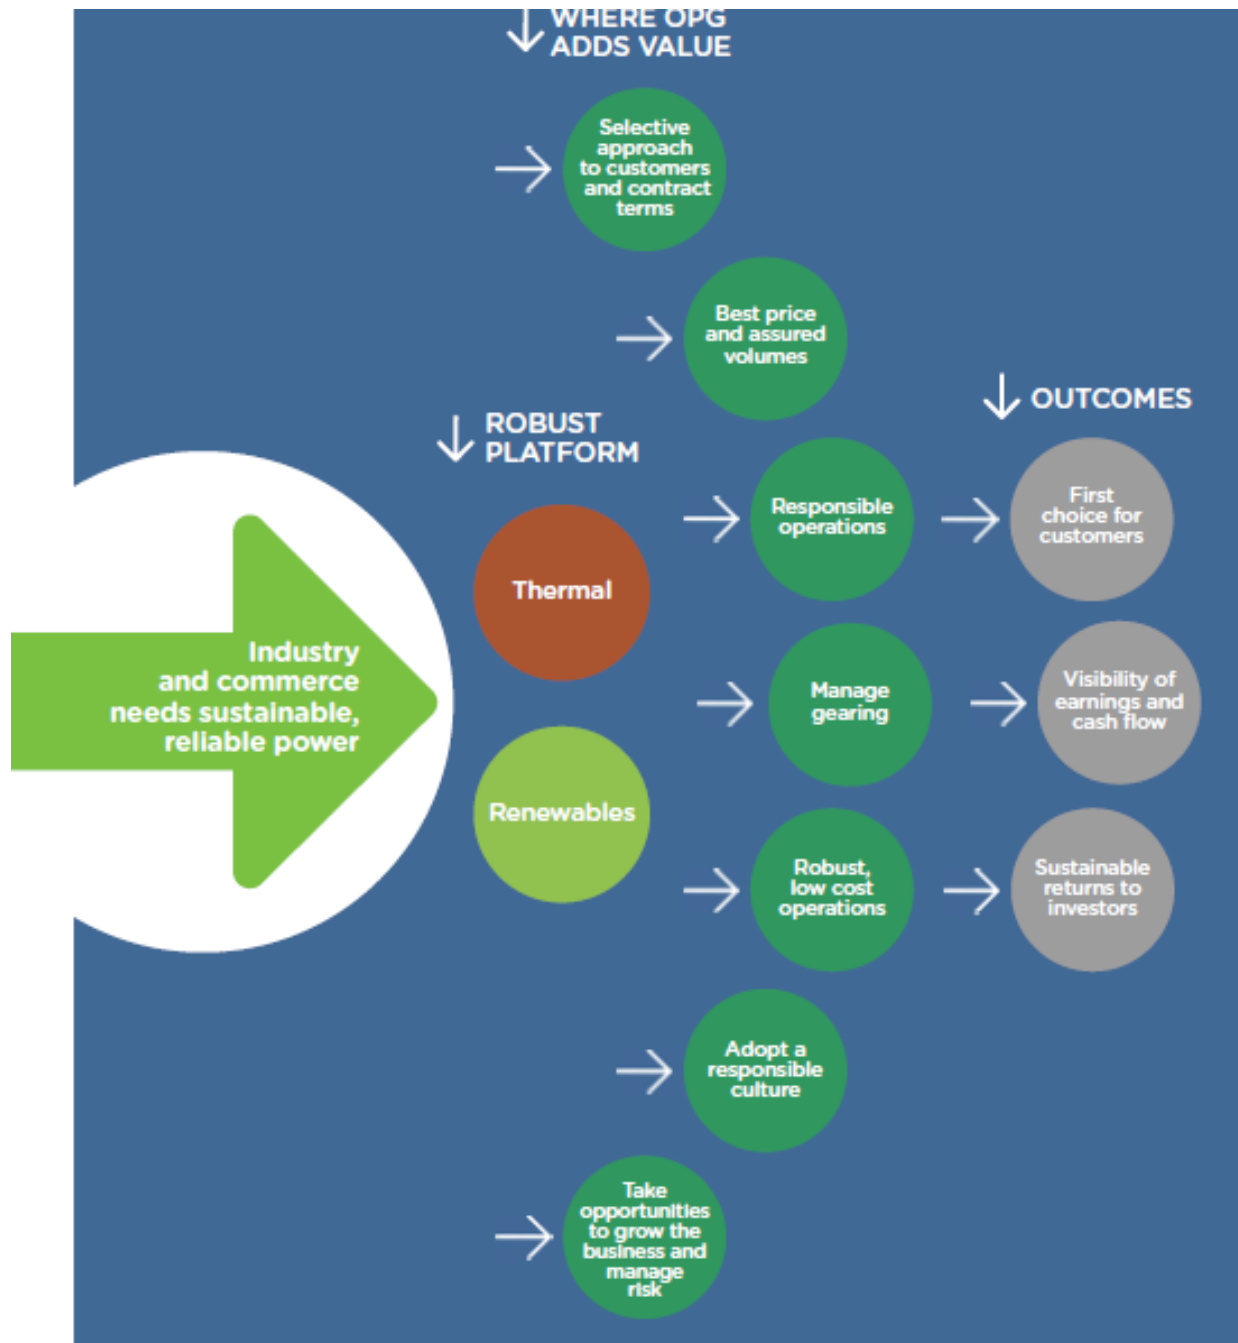 WHERE OPG
ADDS VALUE
Selective
approach
to customers
and contract
terms
Best price
and assured
volumes
OUTCOMES
ROBUST
PLATFORM
Responsible
operations
First
choice for
customers
Thermal
Industry
and commerce
needs sustainable,
reliable power
Manage
gearing
Visibility of
earnings and
cash flow
Renewables
Robust,
low cost
operations
Sustainable
returns to
investors
Adopt a
responsible
culture
Take
opportunities
to grow the
business and
manage
risk